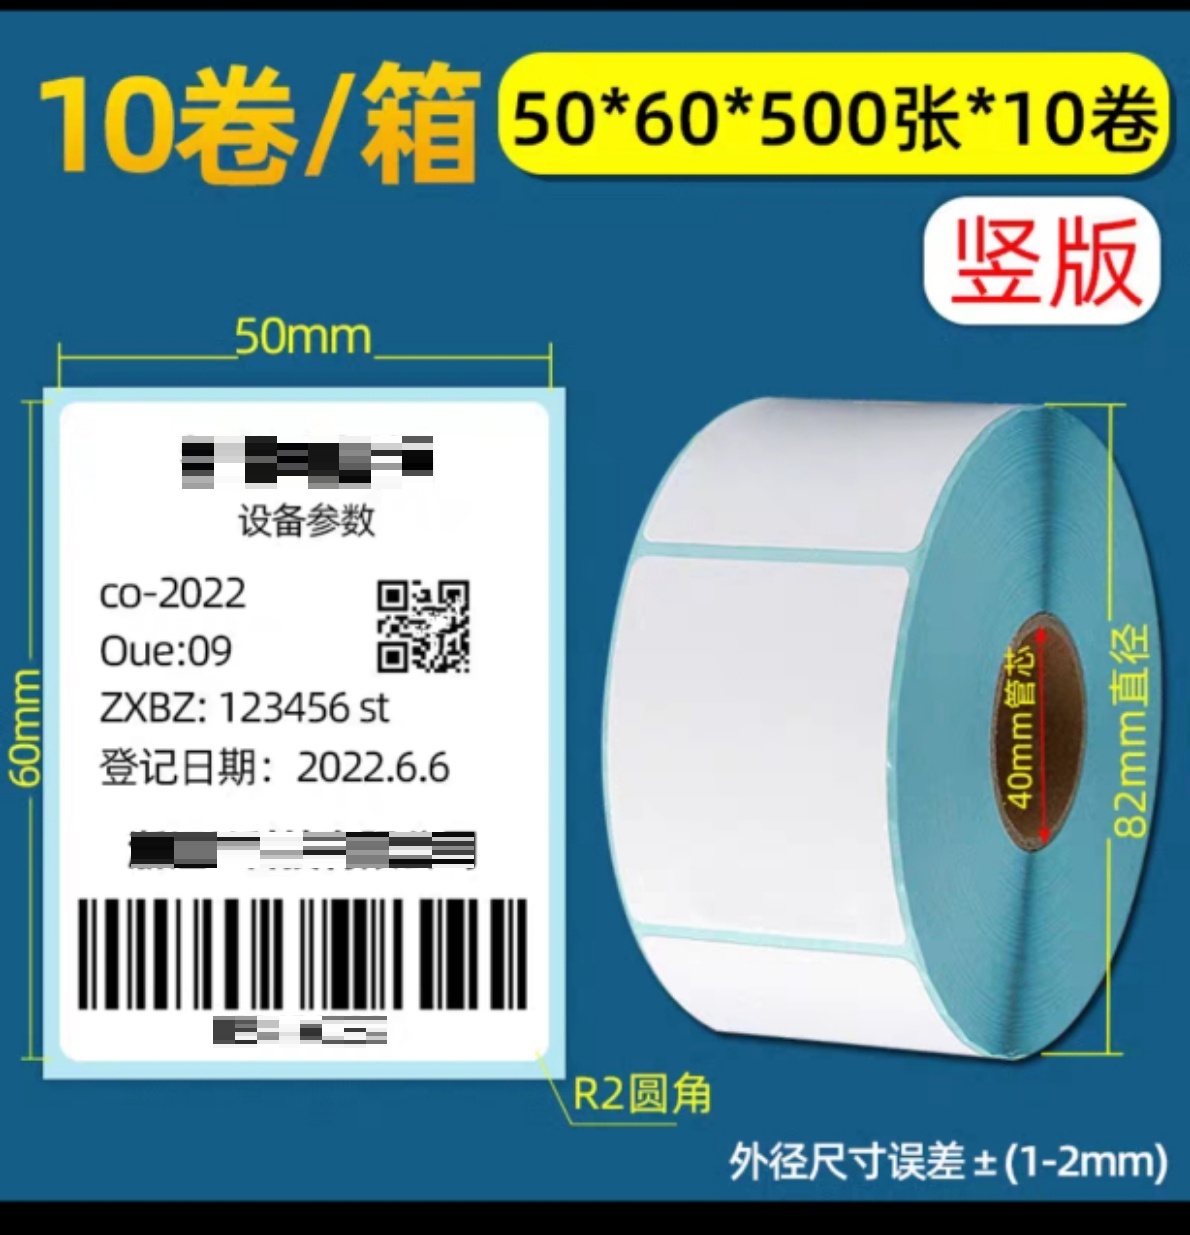 10卷/箱
50*60*500张*10卷
竖版
50mm
60mm
设备参数
co-2022
Oue:09
ZXBZ: 123456 st
登记日期：2022.6.6
40mm管芯
82mm直径
R2圆角
外径尺寸误差±(1-2mm)